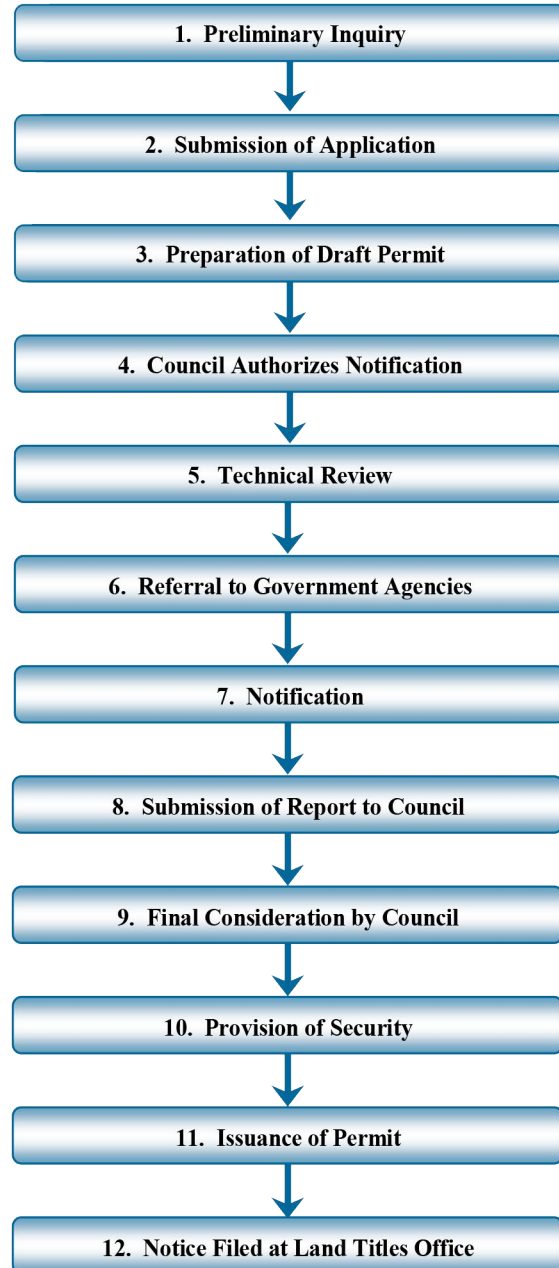 1. Preliminary Inquiry
2. Submission of Application
3. Preparation of Draft Permit
4. Council Authorizes Notification
5. Technical Review
6. Referral to Government Agencies
7. Notification
8. Submission of Report to Council
9. Final Consideration by Council
10. Provision of Security
11. Issuance of Permit
12. Notice Filed at Land Titles Office